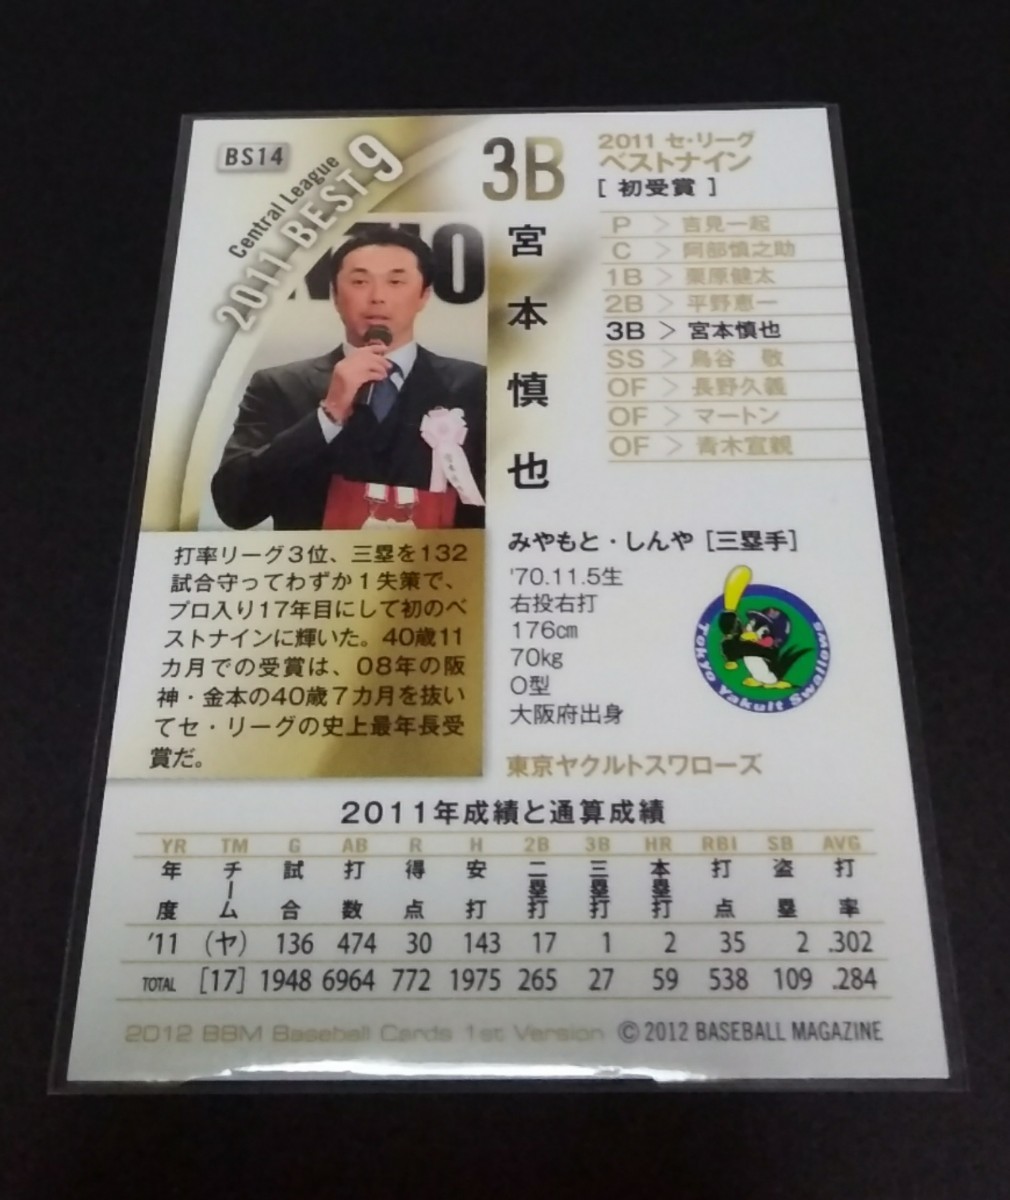 BS14
Central League
2011 BEST 9
3B
宮本慎也
2011 セ・リーグ
ベストナイン
[ 初受賞 ]
P > 吉見一起
C > 阿部慎之助
1B > 栗原健太
2B > 平野恵一
3B > 宮本慎也
SS > 鳥谷 敬
OF > 長野久義
OF > マートン
OF > 青木宣親
打率リーグ3位、三塁を132
試合守ってわずか1失策で、
プロ入り17年目にして初のベ
ストナインに輝いた。40歳11
カ月での受賞は、08年の阪
神・金本の40歳7カ月を抜い
てセ・リーグの史上最年長受
賞だ。
みやもと・しんや [三塁手]
'70.11.5生
右投右打
176cm
70kg
O型
大阪府出身
Tokyo Yakult Swallows
東京ヤクルトスワローズ
2011年成績と通算成績
YR TM G AB R H 2B 3B HR RBI SB AVG
年度 チーム 試合 打数 得点 安打 二塁打 三塁打 本塁打 打点 盗塁 打率
'11 (ヤ) 136 474 30 143 17 1 2 35 2 .302
TOTAL [17] 1948 6964 772 1975 265 27 59 538 109 .284
2012 BBM Baseball Cards 1st Version © 2012 BASEBALL MAGAZINE